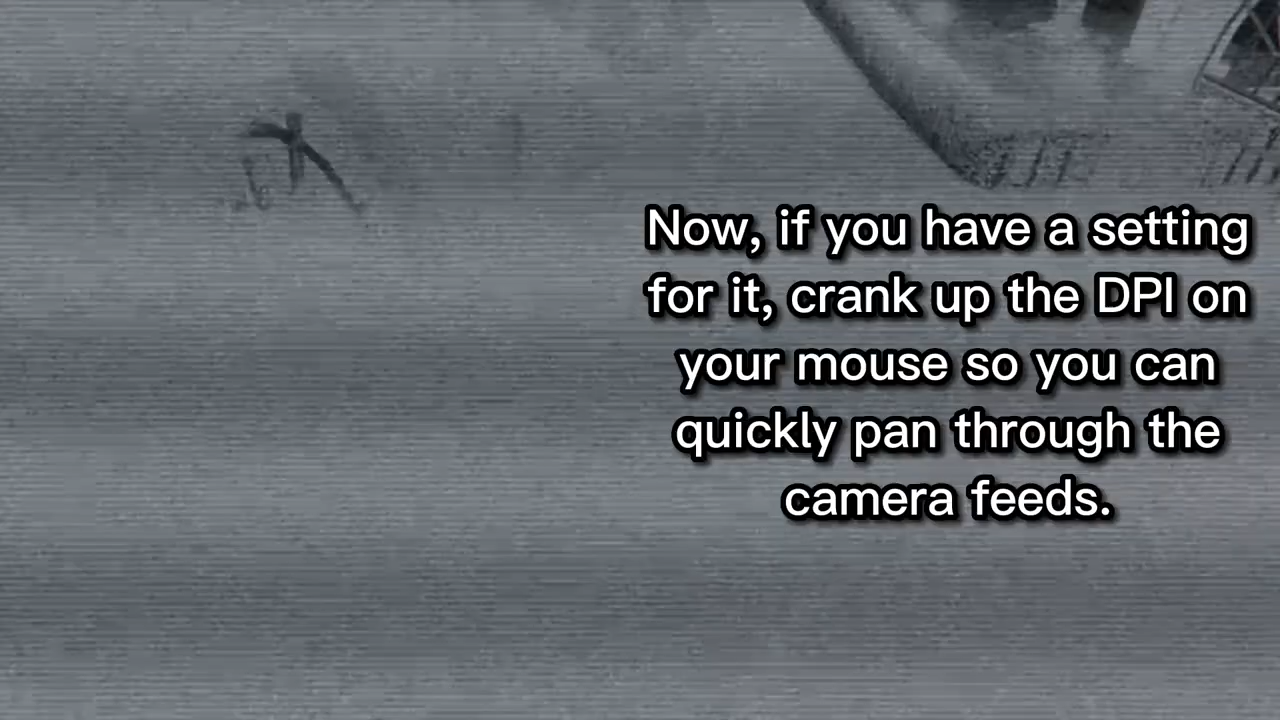 Now, if you have a setting
for it, crank up the DPI on
your mouse so you can
quickly pan through the
camera feeds.